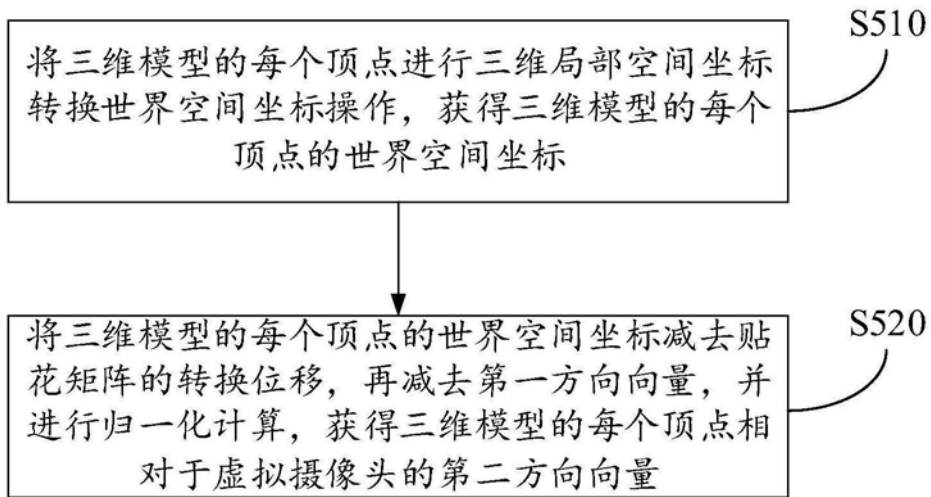 S510
将三维模型的每个顶点进行三维局部空间坐标
转换世界空间坐标操作，获得三维模型的每个
顶点的世界空间坐标
S520
将三维模型的每个顶点的世界空间坐标减去贴
花矩阵的转换位移，再减去第一方向向量，并
进行归一化计算，获得三维模型的每个顶点相
对于虚拟摄像头的第二方向向量